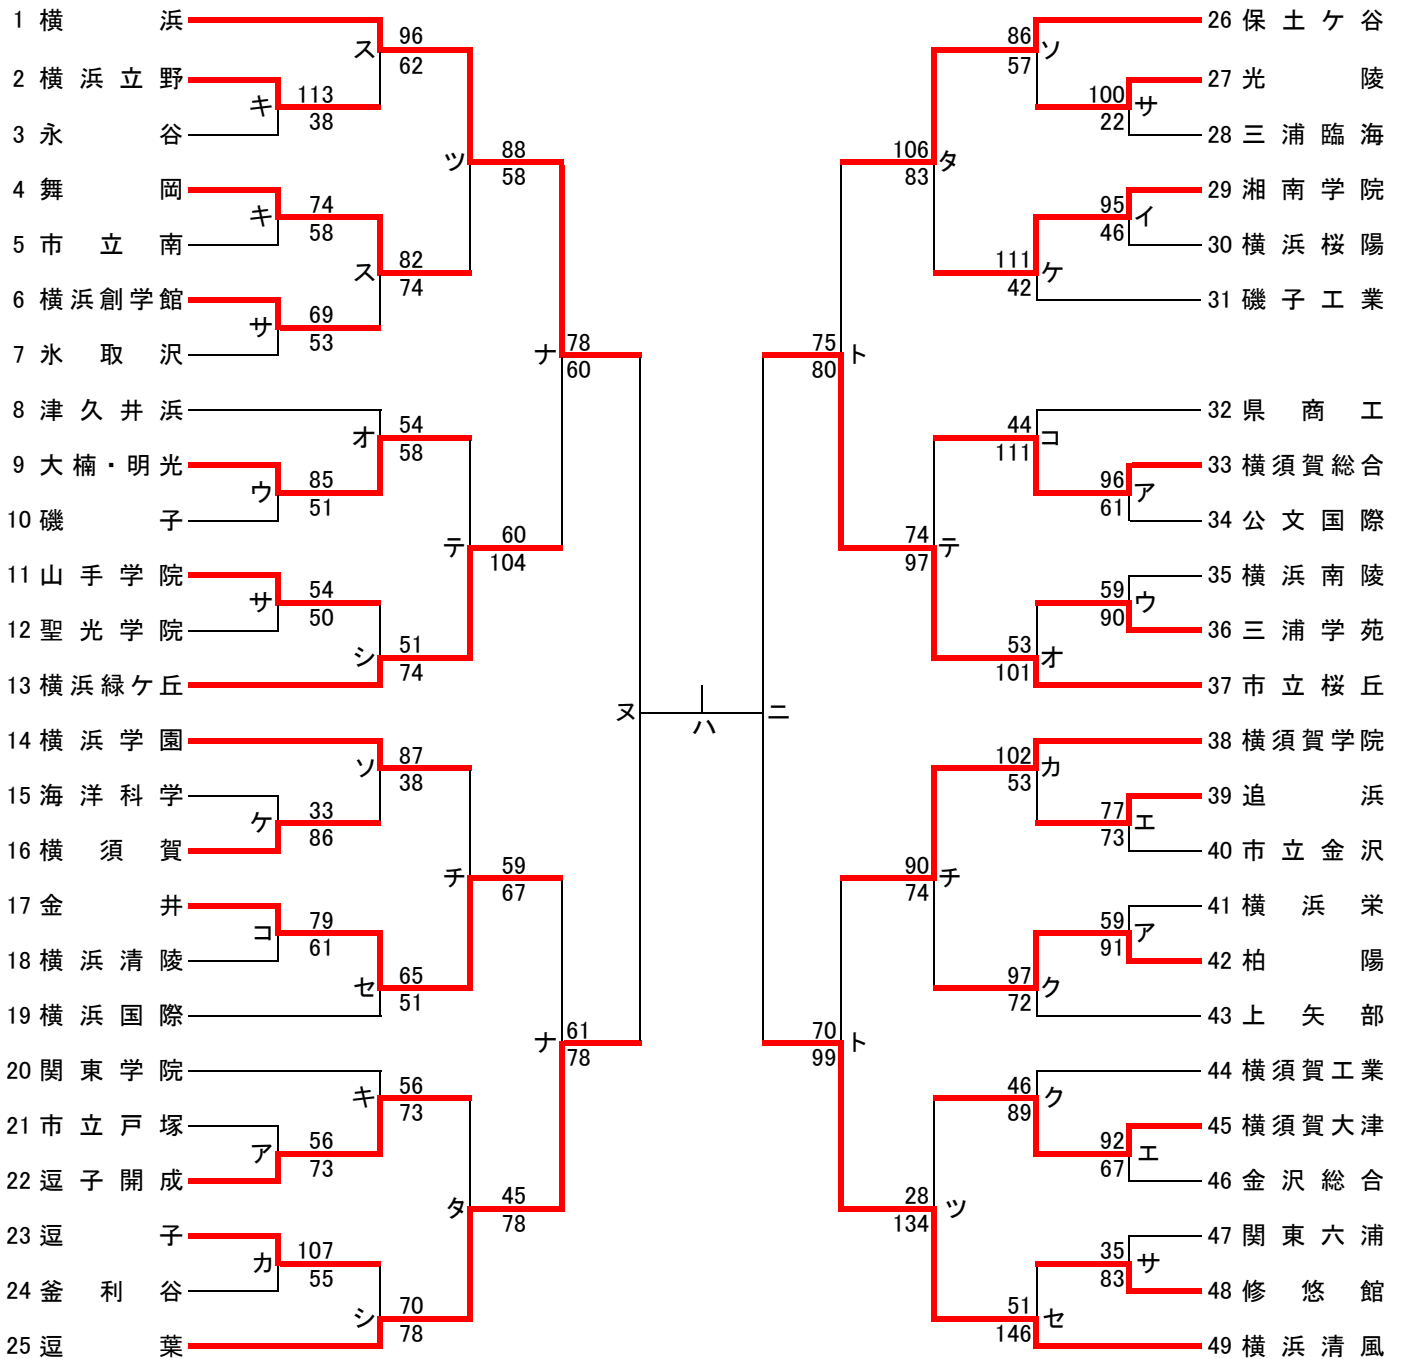 1 横浜
2 横浜立野
3 永谷
4 舞岡
5 市立南
6 横浜創学館
7 氷取沢
8 津久井浜
9 大楠・明光
10 磯子
11 山手学院
12 聖光学院
13 横浜緑ケ丘
14 横浜学園
15 海洋科学
16 横須賀
17 金井
18 横浜清陵
19 横浜国際
20 関東学院
21 市立戸塚
22 逗子開成
23 逗子
24 釜利谷
25 逗葉
キ 113
38
キ 74
58
サ 69
53
ウ 85
51
サ 54
50
ケ 33
86
コ 79
61
ア 56
73
カ 107
55
ス 96
62
ス 82
74
オ 54
58
シ 51
74
ソ 87
38
セ 65
51
キ 56
73
シ 70
78
ツ 88
58
テ 60
104
チ 59
67
タ 45
78
ナ 78
60
ナ 61
78
ヌ
ハ
ニ
75 ト
80
70 ト
99
106 タ
83
74 テ
97
90 チ
74
28 ツ
134
86 ソ
57
111 ケ
42
44 コ
111
53 オ
101
102 カ
53
97 ク
72
46 ク
89
51 セ
146
100 サ
22
95 イ
46
96 ア
61
59 ウ
90
77 エ
73
59 ア
91
92 エ
67
35 サ
83
26 保土ケ谷
27 光陵
28 三浦臨海
29 湘南学院
30 横浜桜陽
31 磯子工業
32 県商工
33 横須賀総合
34 公文国際
35 横浜南陵
36 三浦学苑
37 市立桜丘
38 横須賀学院
39 追浜
40 市立金沢
41 横浜栄
42 柏陽
43 上矢部
44 横須賀工業
45 横須賀大津
46 金沢総合
47 関東六浦
48 修悠館
49 横浜清風